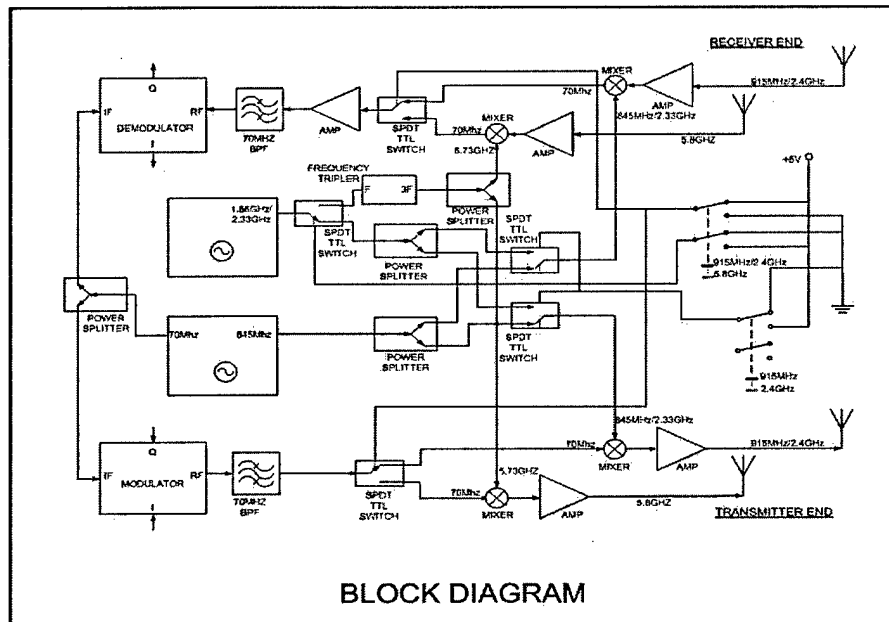 RECEIVER END
MIXER
915MHz/2.4GHz
Q
IF
RF
DEMODULATOR
I
70MHZ
BPF
AMP
SPDT
TTL
SWITCH
70Mhz
AMP
845MHz/2.33GHz
MIXER
70Mhz
5.73GHZ
AMP
5.8GHZ
+5V
FREQUENCY
TRIPLER
F
3F
POWER
SPLITTER
2.33GHz
SPDT
TTL
SWITCH
POWER
SPLITTER
SPDT
TTL
SWITCH
915MHz/2.4GHz
5.8GHZ
POWER
SPLITTER
70Mhz
845Mhz
POWER
SPLITTER
SPDT
TTL
SWITCH
915MHz
2.4GHz
Q
IF
RF
MODULATOR
I
70MHZ
BPF
SPDT
TTL
SWITCH
70Mhz
845MHz/2.33GHz
MIXER
AMP
915MHz/2.4GHz
5.73GHZ
70Mhz
MIXER
AMP
5.8GHZ
TRANSMITTER END
BLOCK DIAGRAM